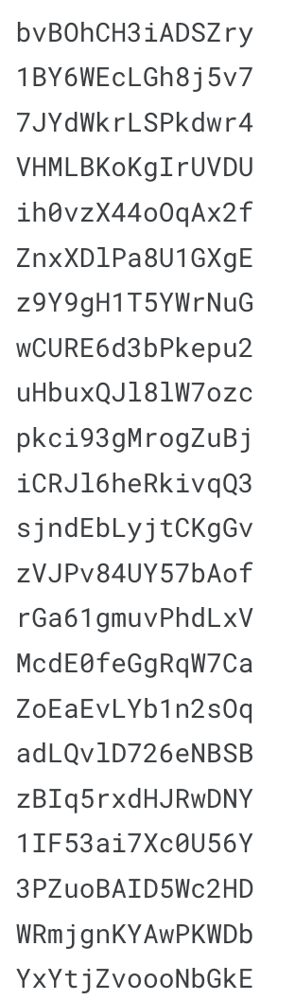 bvBOhCH3iADSZry
1BY6WEcLGh8j5v7
7JYdWkrLSPkdwr4
VHMLBKoKgIrUVDU
ih0vzX44oOqAx2f
ZnxXDlPa8U1GXgE
z9Y9gH1T5YWrNuG
wCURE6d3bPkepu2
uHbuxQJl8lW7ozc
pkci93gMrogZuBj
iCRJl6heRkivqQ3
sjndEbLyjtCKgGv
zVJPv84UY57bAof
rGa61gmuvPhdLxV
McdE0feGgRqW7Ca
ZoEaEvLYb1n2sOq
adLQvlD726eNBSB
zBIq5rxdHJRwDNY
1IF53ai7Xc0U56Y
3PZuoBAID5Wc2HD
WRmjgnKYAwPKWDb
YxYtjZvoooNbGkE